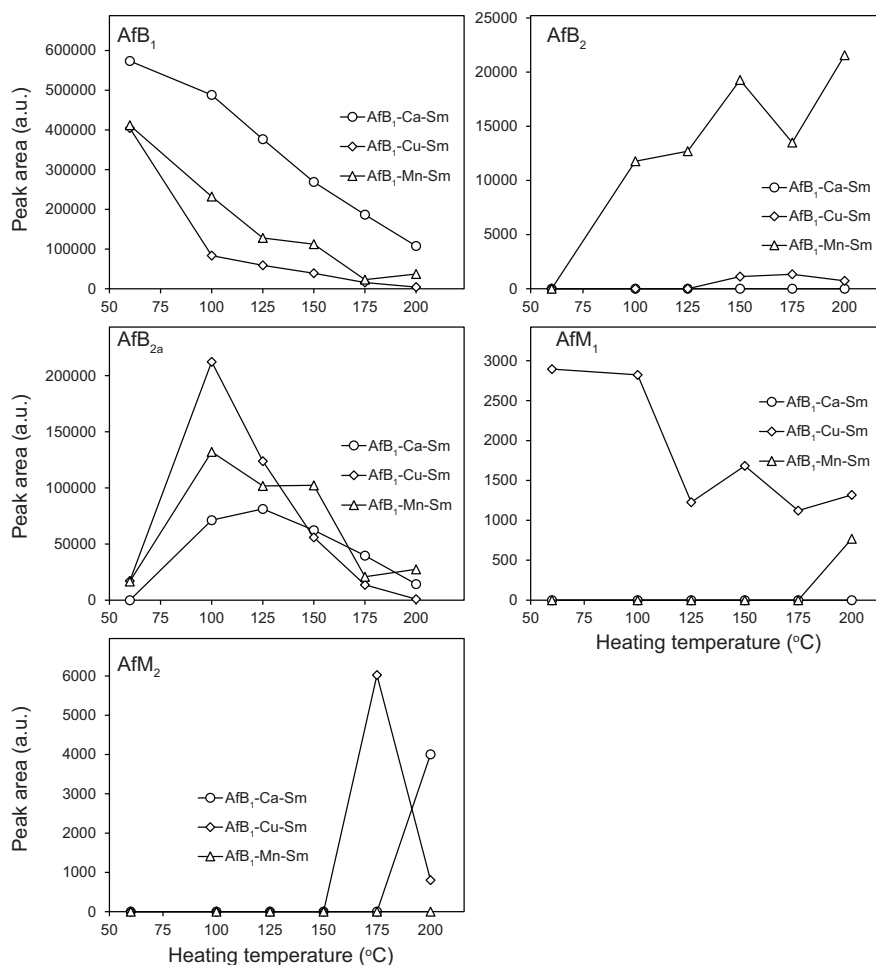 AfB₁
600000
500000
400000
300000
200000
100000
0
Peak area (a.u.)
AfB₁-Ca-Sm
AfB₁-Cu-Sm
AfB₁-Mn-Sm
50 75 100 125 150 175 200
AfB₂
25000
20000
15000
10000
5000
0
AfB₁-Ca-Sm
AfB₁-Cu-Sm
AfB₁-Mn-Sm
50 75 100 125 150 175 200
AfB₂ₐ
200000
150000
100000
50000
0
Peak area (a.u.)
AfB₁-Ca-Sm
AfB₁-Cu-Sm
AfB₁-Mn-Sm
50 75 100 125 150 175 200
AfM₁
3000
2500
2000
1500
1000
500
0
AfB₁-Ca-Sm
AfB₁-Cu-Sm
AfB₁-Mn-Sm
50 75 100 125 150 175 200
Heating temperature (°C)
AfM₂
6000
5000
4000
3000
2000
1000
0
Peak area (a.u.)
AfB₁-Ca-Sm
AfB₁-Cu-Sm
AfB₁-Mn-Sm
50 75 100 125 150 175 200
Heating temperature (°C)